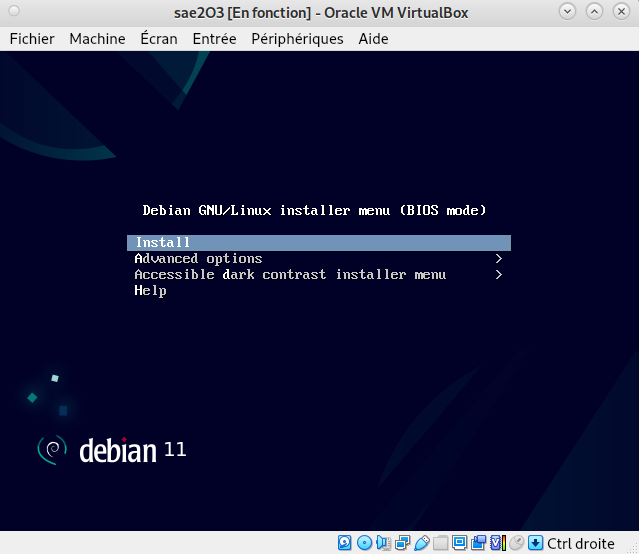 sae2O3 [En fonction] - Oracle VM VirtualBox
Fichier Machine Écran Entrée Périphériques Aide
Debian GNU/Linux installer menu (BIOS mode)
Install
Advanced options >
Accessible dark contrast installer menu >
Help
debian 11
Ctrl droite